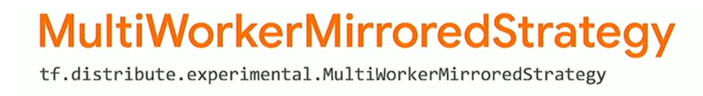 MultiWorkerMirroredStrategy
tf.distribute.experimental.MultiWorkerMirroredStrategy